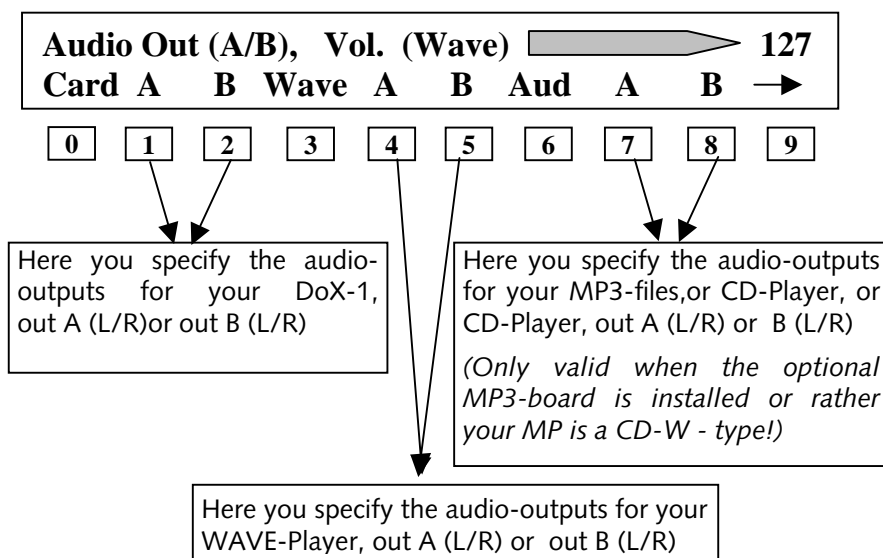 Audio Out (A/B), Vol. (Wave) 127
Card A B Wave A B Aud A B
0 1 2 3 4 5 6 7 8 9
Here you specify the audio-
outputs for your DoX-1,
out A (L/R)or out B (L/R)
Here you specify the audio-outputs
for your MP3-files,or CD-Player, or
CD-Player, out A (L/R) or B (L/R)
(Only valid when the optional
MP3-board is installed or rather
your MP is a CD-W - type!)
Here you specify the audio-outputs for your
WAVE-Player, out A (L/R) or out B (L/R)